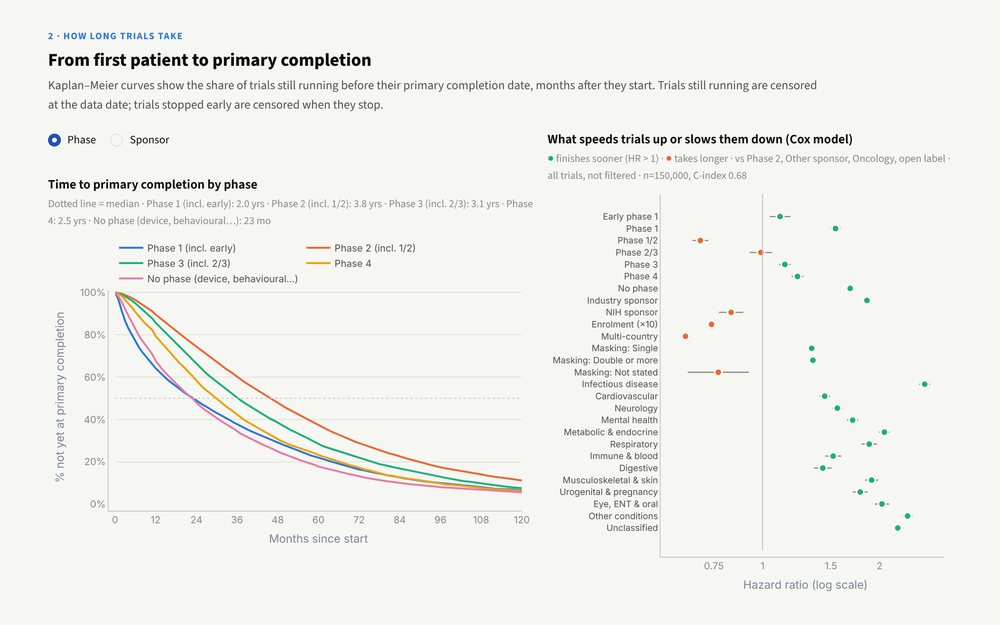 2 · HOW LONG TRIALS TAKE
From first patient to primary completion
Kaplan–Meier curves show the share of trials still running before their primary completion date, months after they start. Trials still running are censored
at the data date; trials stopped early are censored when they stop.
Phase Sponsor
Time to primary completion by phase
Dotted line = median · Phase 1 (incl. early): 2.0 yrs · Phase 2 (incl. 1/2): 3.8 yrs · Phase 3 (incl. 2/3): 3.1 yrs · Phase
4: 2.5 yrs · No phase (device, behavioural…): 23 mo
Phase 1 (incl. early) Phase 2 (incl. 1/2)
Phase 3 (incl. 2/3) Phase 4
No phase (device, behavioural…)
% not yet at primary completion
100%
80%
60%
40%
20%
0%
0 12 24 36 48 60 72 84 96 108 120
Months since start
What speeds trials up or slows them down (Cox model)
● finishes sooner (HR > 1) · ● takes longer · vs Phase 2, Other sponsor, Oncology, open label ·
all trials, not filtered · n=150,000, C-index 0.68
Early phase 1
Phase 1
Phase 1/2
Phase 2/3
Phase 3
Phase 4
No phase
Industry sponsor
NIH sponsor
Enrolment (×10)
Multi-country
Masking: Single
Masking: Double or more
Masking: Not stated
Infectious disease
Cardiovascular
Neurology
Mental health
Metabolic & endocrine
Respiratory
Immune & blood
Digestive
Musculoskeletal & skin
Urogenital & pregnancy
Eye, ENT & oral
Other conditions
Unclassified
0.75 1 1.5 2
Hazard ratio (log scale)